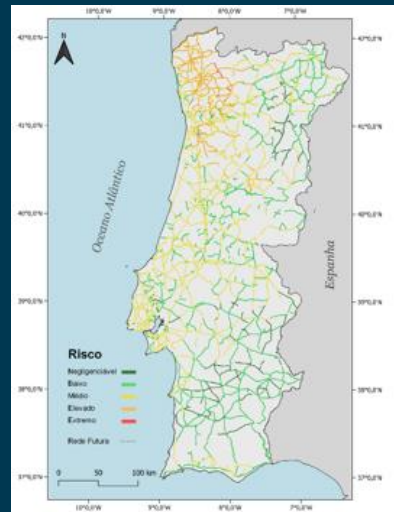 10°0,0'W 9°0,0'W 8°0,0'W 7°0,0'W
N
42°0,0'N 42°0,0'N
41°0,0'N 41°0,0'N
Oceano Atlântico
40°0,0'N 40°0,0'N
Espanha
39°0,0'N 39°0,0'N
Risco
Negligenciável
Baixo
Médio
Elevado
Extremo
Rede Futura
38°0,0'N 38°0,0'N
0 50 100 km
37°0,0'N 37°0,0'N
10°0,0'W 9°0,0'W 8°0,0'W 7°0,0'W